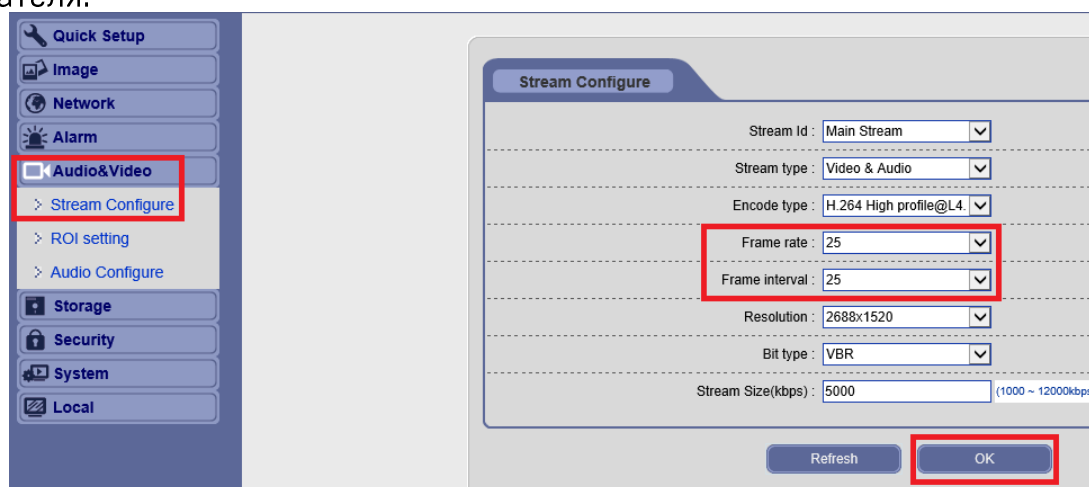 Quick Setup
Image
Network
Alarm
Audio&Video
Stream Configure
ROI setting
Audio Configure
Storage
Security
System
Local
Stream Configure
Stream Id : Main Stream
Stream type : Video & Audio
Encode type : H.264 High profile@L4.
Frame rate : 25
Frame interval : 25
Resolution : 2688x1520
Bit type : VBR
Stream Size(kbps) : 5000 (1000 ~ 12000kbps
Refresh OK